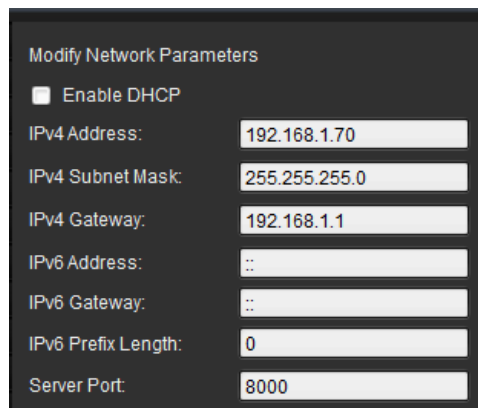 Modify Network Parameters
Enable DHCP
IPv4 Address: 192.168.1.70
IPv4 Subnet Mask: 255.255.255.0
IPv4 Gateway: 192.168.1.1
IPv6 Address: ::
IPv6 Gateway: ::
IPv6 Prefix Length: 0
Server Port: 8000